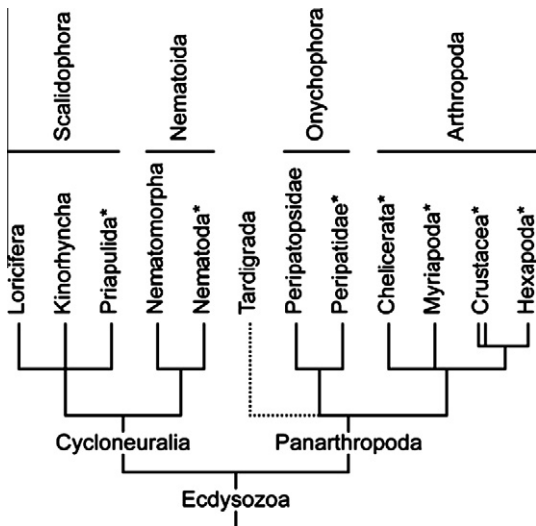 Scalidophora
Nematoida
Onychophora
Arthropoda
Loricifera
Kinorhyncha
Priapulida*
Nematomorpha
Nematoda*
Tardigrada
Peripatopsidae
Peripatidae*
Chelicerata*
Myriapoda*
Crustacea*
Hexapoda*
Cycloneuralia
Panarthropoda
Ecdysozoa